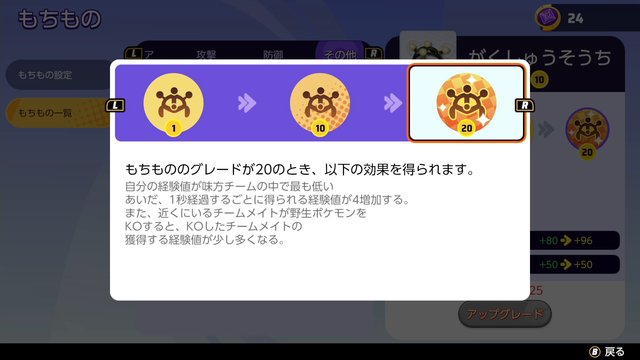 もちもの
24
L
ア
攻撃
防御
その他
R
がくしゅうそうち
10
もちもの設定
もちもの一覧
L
1
10
20
R
20
もちもののグレードが20のとき、以下の効果を得られます。
自分の経験値が味方チームの中で最も低い
あいだ、1秒経過するごとに得られる経験値が4増加する。
また、近くにいるチームメイトが野生ポケモンを
KOすると、KOしたチームメイトの
獲得する経験値が少し多くなる。
+80 +96
+50 +50
25
アップグレード
B 戻る